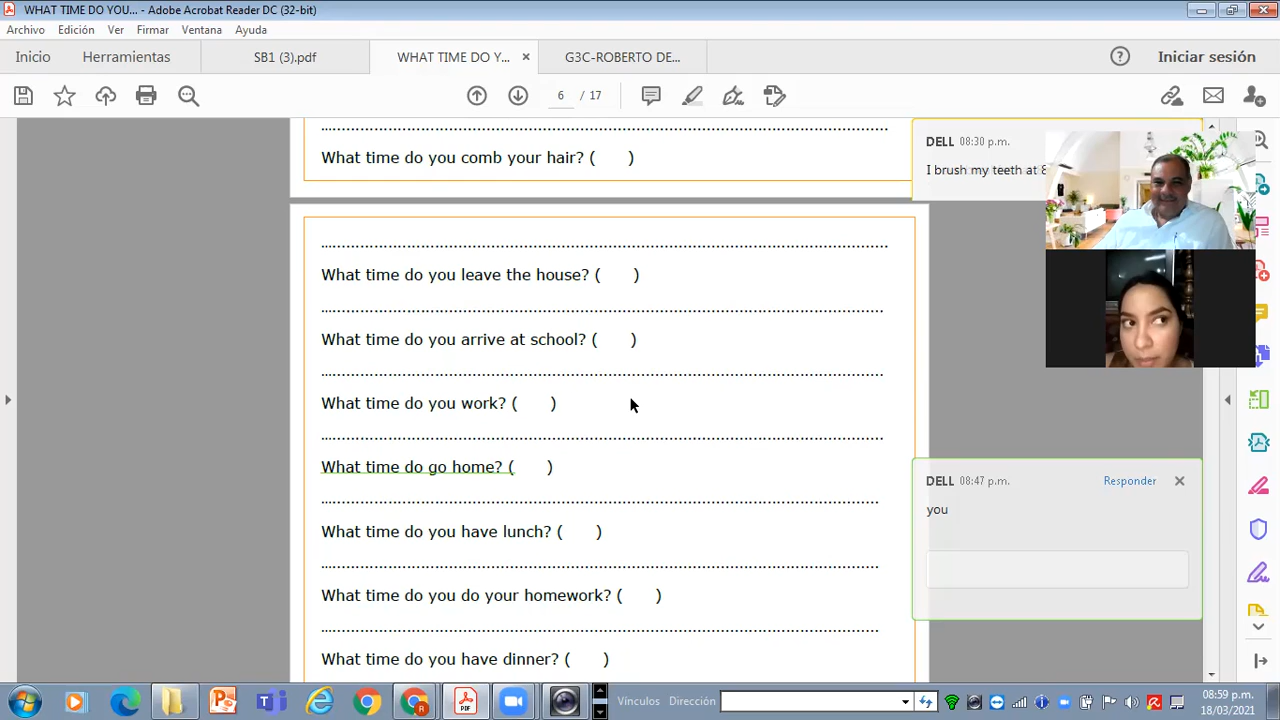 WHAT TIME DO YOU... - Adobe Acrobat Reader DC (32-bit)
Archivo Edición Ver Firmar Ventana Ayuda
Inicio Herramientas SB1 (3).pdf WHAT TIME DO Y... × G3C-ROBERTO DE... Iniciar sesión
6 / 17
What time do you comb your hair? ( )
DELL 08:30 p.m.
I brush my teeth at 8
................................................................................
What time do you leave the house? ( )
................................................................................
What time do you arrive at school? ( )
................................................................................
What time do you work? ( )
................................................................................
What time do go home? ( )
DELL 08:47 p.m. Responder
you
................................................................................
What time do you have lunch? ( )
................................................................................
What time do you do your homework? ( )
................................................................................
What time do you have dinner? ( )
Vínculos Dirección
08:59 p.m.
18/03/2021